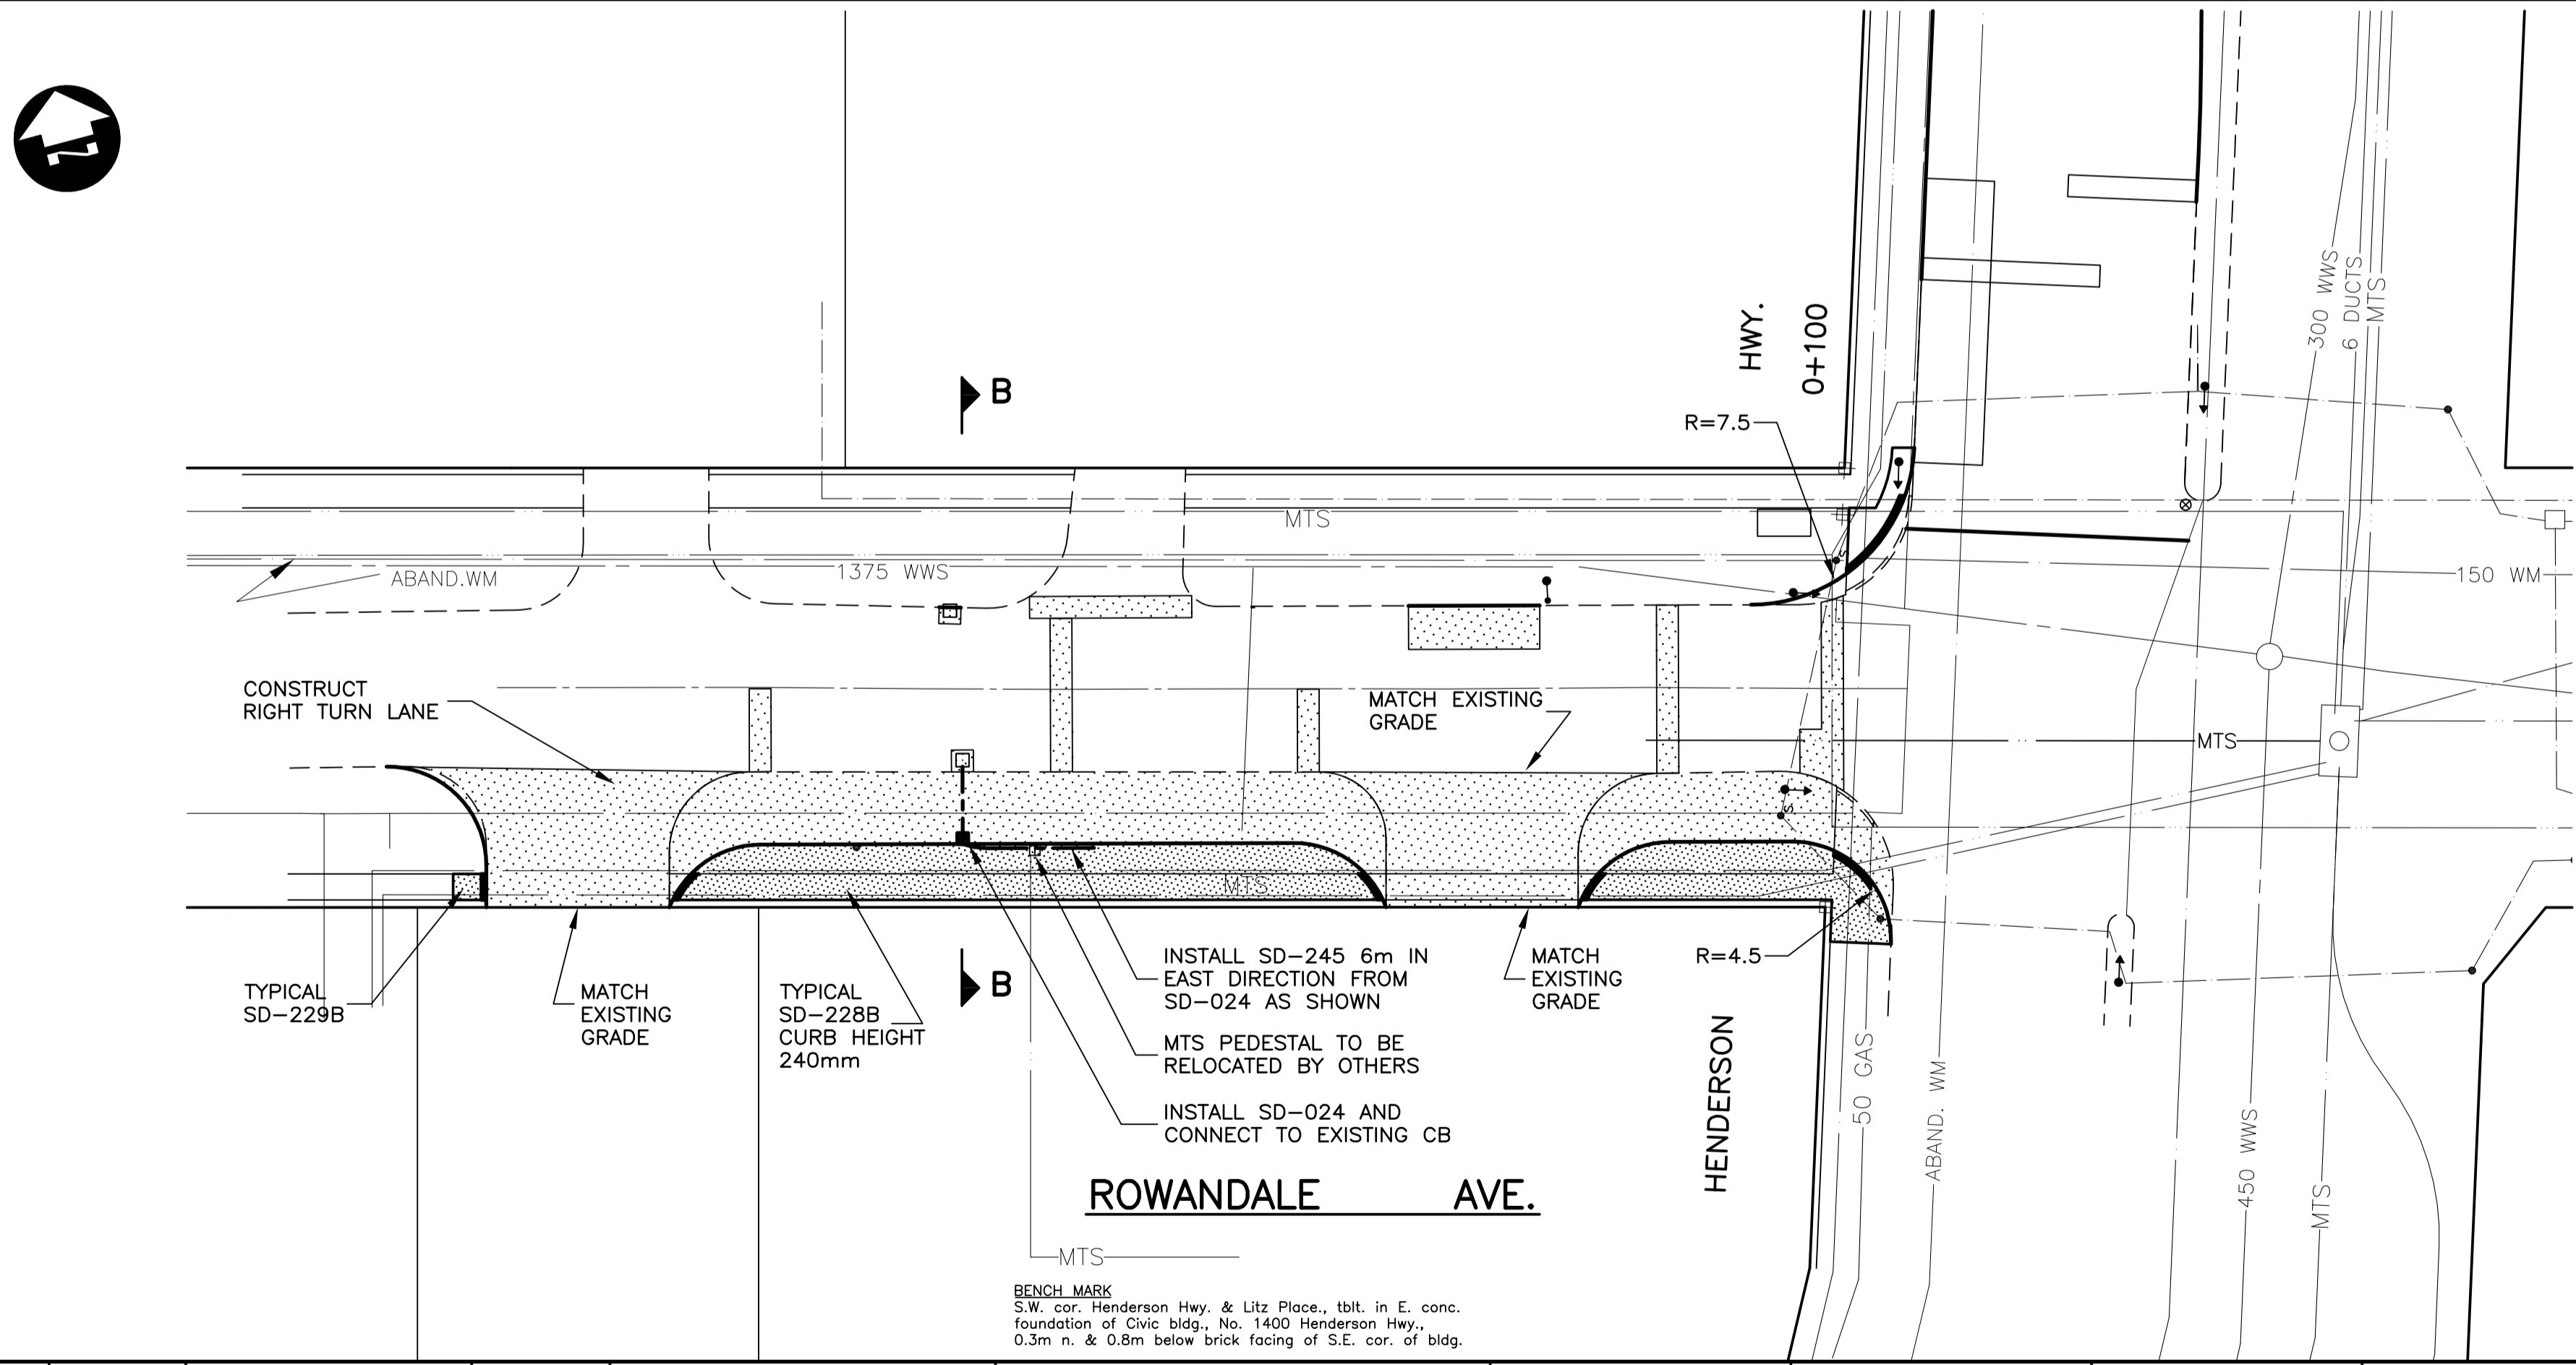 N
B
HWY.
0+100
R=7.5
300 WWS
6 DUCTS
MTS
MTS
ABAND.WM
1375 WWS
150 WM
S
CONSTRUCT
RIGHT TURN LANE
MATCH EXISTING
GRADE
MTS
S
MTS
TYPICAL
SD-229B
MATCH
EXISTING
GRADE
TYPICAL
SD-228B
CURB HEIGHT
240mm
B
INSTALL SD-245 6m IN
EAST DIRECTION FROM
SD-024 AS SHOWN
MTS PEDESTAL TO BE
RELOCATED BY OTHERS
INSTALL SD-024 AND
CONNECT TO EXISTING CB
MATCH
EXISTING
GRADE
R=4.5
HENDERSON
50 GAS
ABAND. WM
450 WWS
MTS
ROWANDALE AVE.
MTS
BENCH MARK
S.W. cor. Henderson Hwy. & Litz Place., tblt. in E. conc.
foundation of Civic bldg., No. 1400 Henderson Hwy.,
0.3m n. & 0.8m below brick facing of S.E. cor. of bldg.